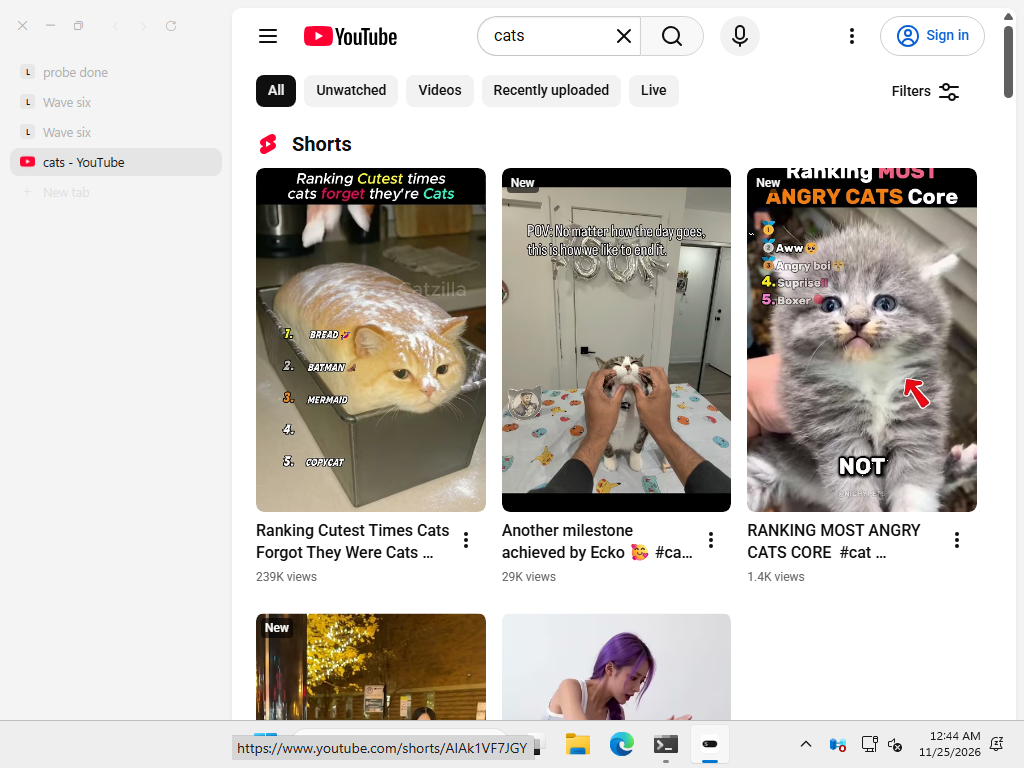 probe done
Wave six
Wave six
cats - YouTube
New tab
YouTube
cats
Sign in
All
Unwatched
Videos
Recently uploaded
Live
Filters
Shorts
Ranking Cutest times
cats forget they're Cats
Catzilla
1. BREAD
2. BATMAN
3. MERMAID
4.
5. COPYCAT
Ranking Cutest Times Cats
Forgot They Were Cats ...
239K views
New
POV: No matter how the day goes,
this is how we like to end it.
Another milestone
achieved by Ecko 🥰 #ca...
29K views
New
Ranking MOST
ANGRY CATS Core
Aww
Angry boi
4. Suprise
5. Boxer
NOT
RANKING MOST ANGRY
CATS CORE #cat ...
1.4K views
New
https://www.youtube.com/shorts/AIAk1VF7JGY
12:44 AM
11/25/2026